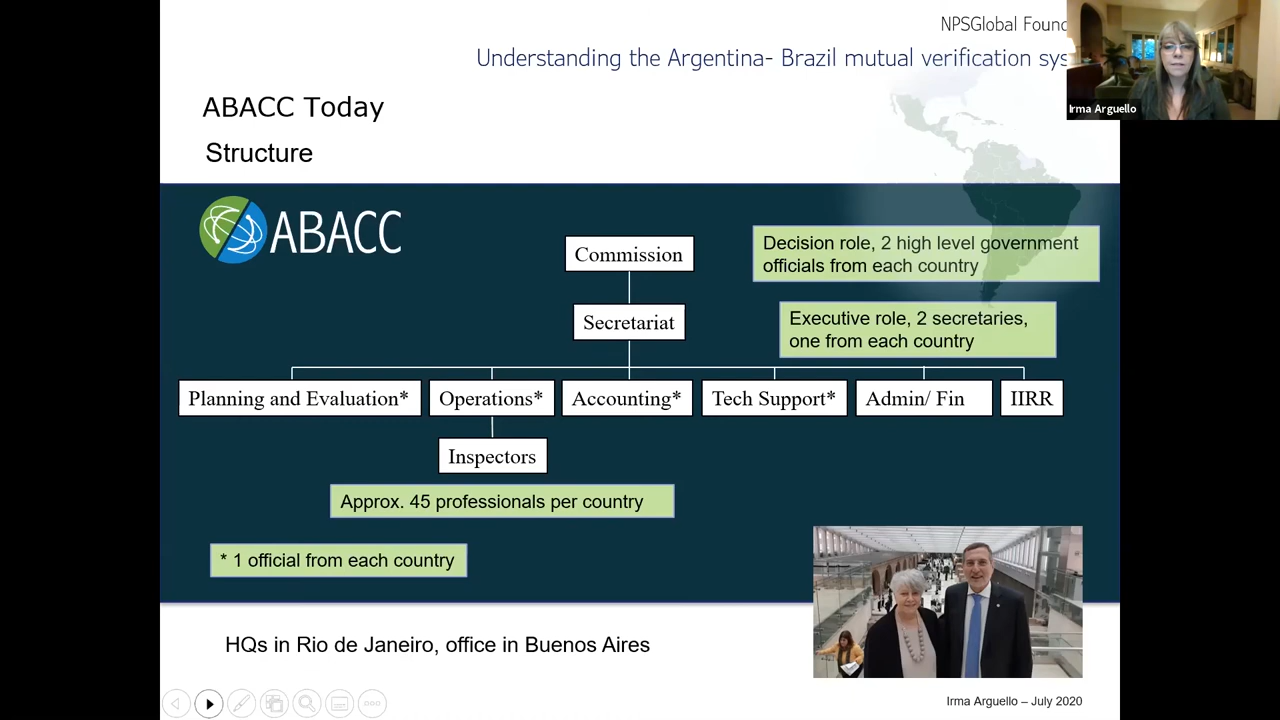 NPSGlobal Found
Understanding the Argentina- Brazil mutual verification sys
Irma Arguello
ABACC Today
Structure
ABACC
Commission
Decision role, 2 high level government
officials from each country
Secretariat
Executive role, 2 secretaries,
one from each country
Planning and Evaluation*
Operations*
Accounting*
Tech Support*
Admin/ Fin
IIRR
Inspectors
Approx. 45 professionals per country
* 1 official from each country
HQs in Rio de Janeiro, office in Buenos Aires
Irma Arguello – July 2020